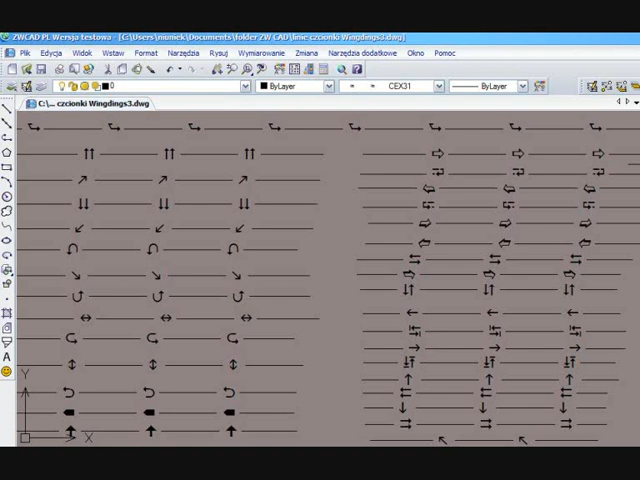 ZWCAD PL Wersja testowa - [C:\Users\niumek\Documents\folder ZW CAD\linie czcionki Wingdings3.dwg]
Plik Edycja Widok Wstaw Format Narzędzia Rysuj Wymiarowanie Zmiana Narzędzia dodatkowe Okno Pomoc
0 ByLayer CEX31 ByLayer
C:\... czcionki Wingdings3.dwg
Y
X